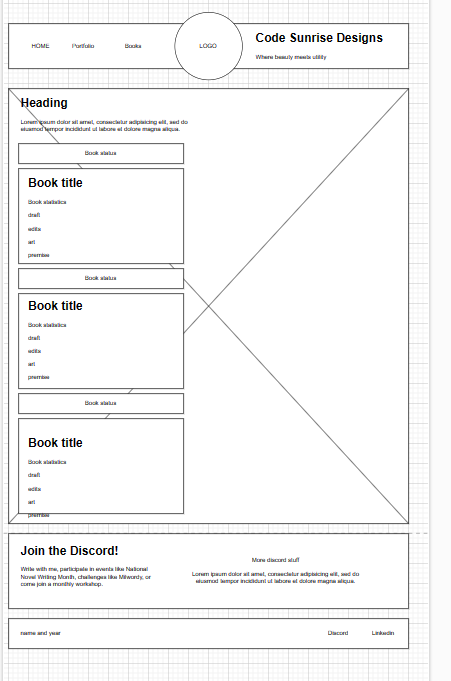 HOME Portfolio Books LOGO Code Sunrise Designs
Where beauty meets utility
Heading
Lorem ipsum dolor sit amet, consectetur adipisicing elit, sed do
eiusmod tempor incididunt ut labore et dolore magna aliqua.
Book status
Book title
Book statistics
draft
edits
art
premise
Book status
Book title
Book statistics
draft
edits
art
premise
Book status
Book title
Book statistics
draft
edits
art
premise
Join the Discord!
Write with me, participate in events like National
Novel Writing Month, challenges like Milwordy, or
come join a monthly workshop.
More discord stuff
Lorem ipsum dolor sit amet, consectetur adipisicing elit, sed do
eiusmod tempor incididunt ut labore et dolore magna aliqua.
name and year Discord Linkedin